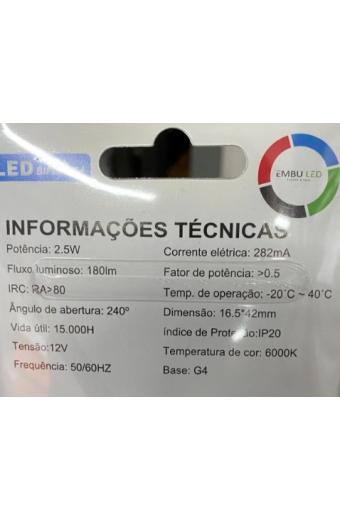 LED
EMBU LED
INFORMAÇÕES TÉCNICAS
Potência: 2.5W
Corrente elétrica: 282mA
Fluxo luminoso: 180lm
Fator de potência: >0.5
IRC: RA>80
Temp. de operação: -20°C ~ 40°C
Ângulo de abertura: 240º
Dimensão: 16.5*42mm
Vida útil: 15.000H
índice de Proteção:IP20
Tensão:12V
Temperatura de cor: 6000K
Frequência: 50/60HZ
Base: G4